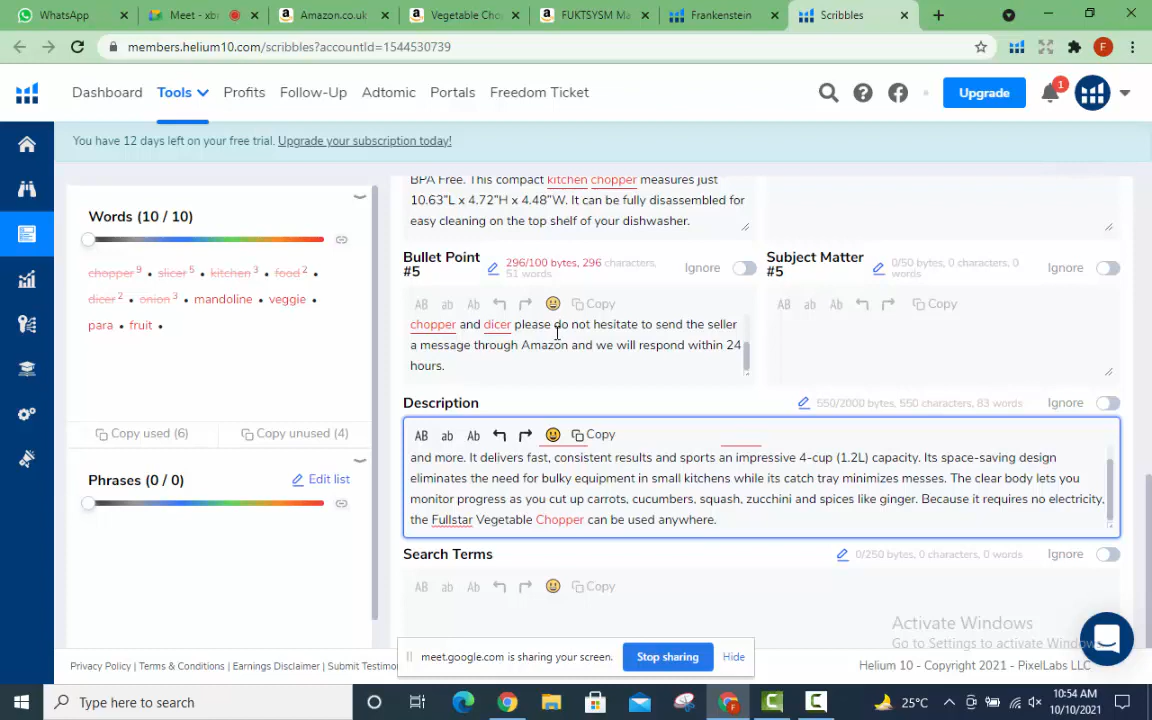 WhatsApp
Meet - xbr
Amazon.co.uk
Vegetable Cho
FUKTSYSM Ma
Frankenstein
Scribbles
members.helium10.com/scribbles?accountId=1544530739
F
Dashboard Tools Profits Follow-Up Adtomic Portals Freedom Ticket
Upgrade
1
You have 12 days left on your free trial. Upgrade your subscription today!
Words (10 / 10)
chopper 9 • slicer 5 • kitchen 3 • food 2 •
dicer 2 • onion 3 • mandoline • veggie •
para • fruit •
Copy used (6) Copy unused (4)
Phrases (0 / 0) Edit list
BPA Free. This compact kitchen chopper measures just
10.63”L x 4.72”H x 4.48”W. It can be fully disassembled for
easy cleaning on the top shelf of your dishwasher.
Bullet Point
#5
296/100 bytes, 296 characters,
51 words
Ignore
Subject Matter
#5
0/50 bytes, 0 characters, 0
words
Ignore
AB ab Ab Copy
AB ab Ab Copy
chopper and dicer please do not hesitate to send the seller
a message through Amazon and we will respond within 24
hours.
Description
550/2000 bytes, 550 characters, 83 words
Ignore
AB ab Ab Copy
and more. It delivers fast, consistent results and sports an impressive 4-cup (1.2L) capacity. Its space-saving design
eliminates the need for bulky equipment in small kitchens while its catch tray minimizes messes. The clear body lets you
monitor progress as you cut up carrots, cucumbers, squash, zucchini and spices like ginger. Because it requires no electricity,
the Fullstar Vegetable Chopper can be used anywhere.
Search Terms
0/250 bytes, 0 characters, 0 words
Ignore
AB ab Ab Copy
Activate Windows
Go to Settings to activate Windows.
meet.google.com is sharing your screen. Stop sharing Hide
Privacy Policy | Terms & Conditions | Earnings Disclaimer | Submit Testimo
Helium 10 - Copyright 2021 - PixelLabs LLC
Type here to search
25°C
10:54 AM
10/10/2021